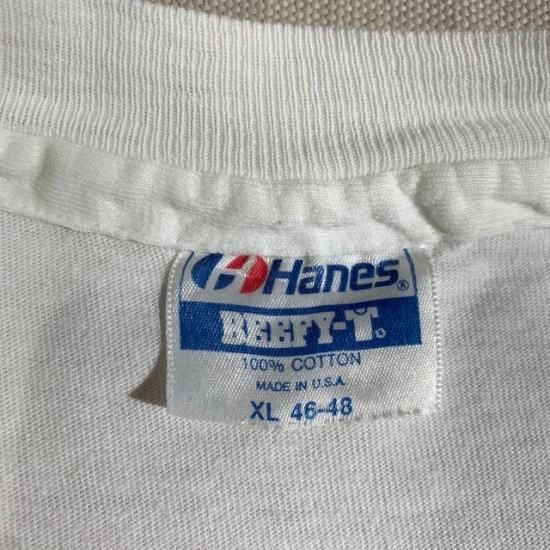 Hanes®
BEEFY-T®
100% COTTON
MADE IN U.S.A.
XL 46-48